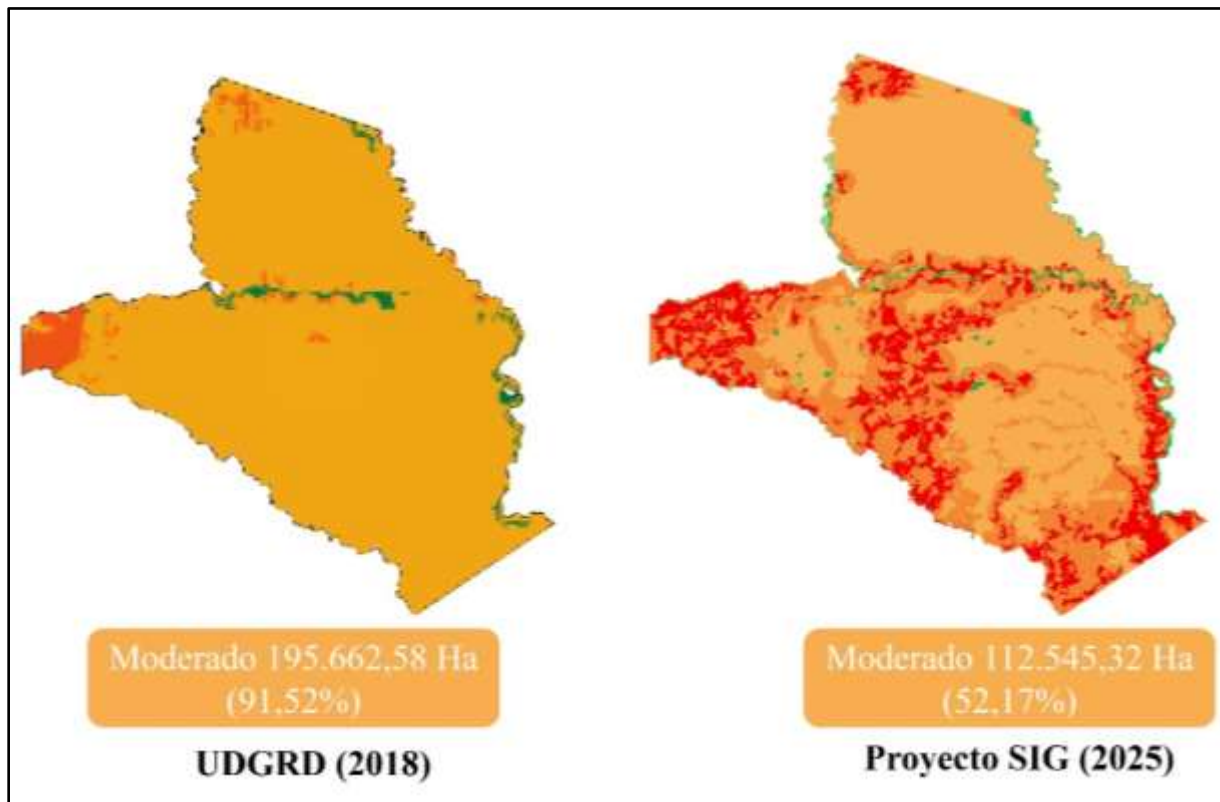 Moderado 195.662,58 Ha
(91,52%)
UDGRD (2018)
Moderado 112.545,32 Ha
(52,17%)
Proyecto SIG (2025)